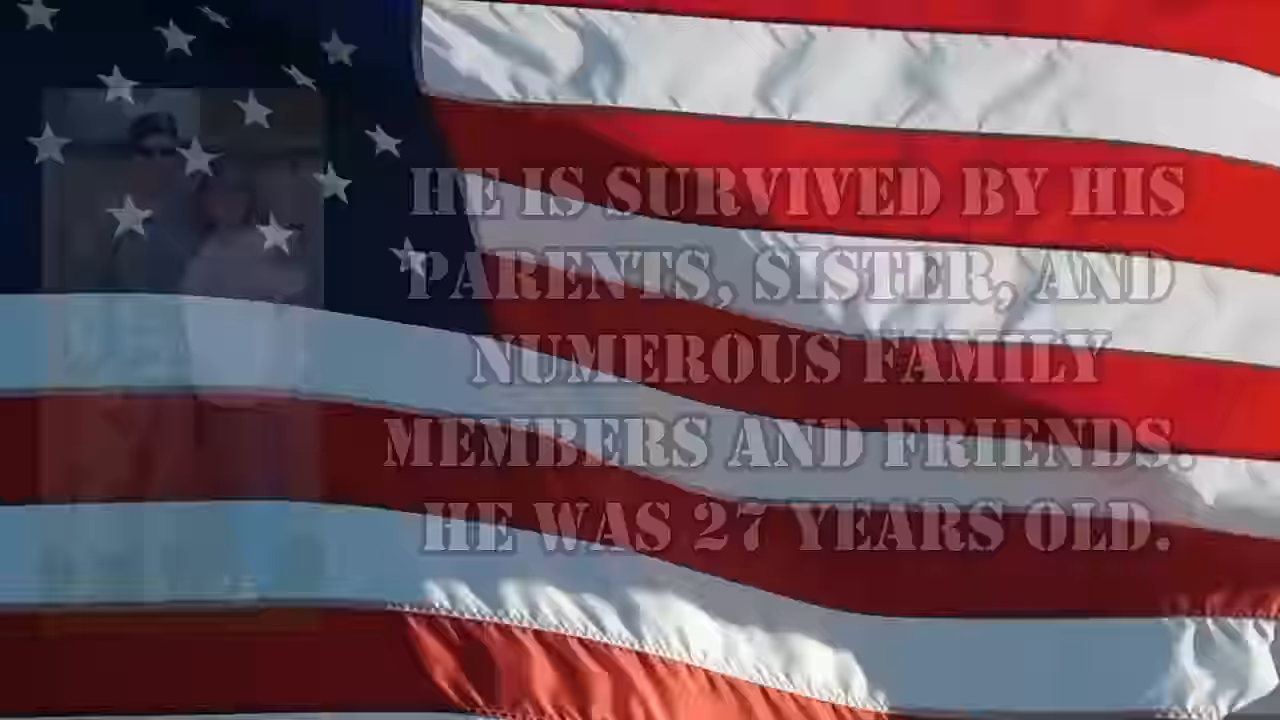 HE IS SURVIVED BY HIS
PARENTS, SISTER, AND
NUMEROUS FAMILY
MEMBERS AND FRIENDS.
HE WAS 27 YEARS OLD.